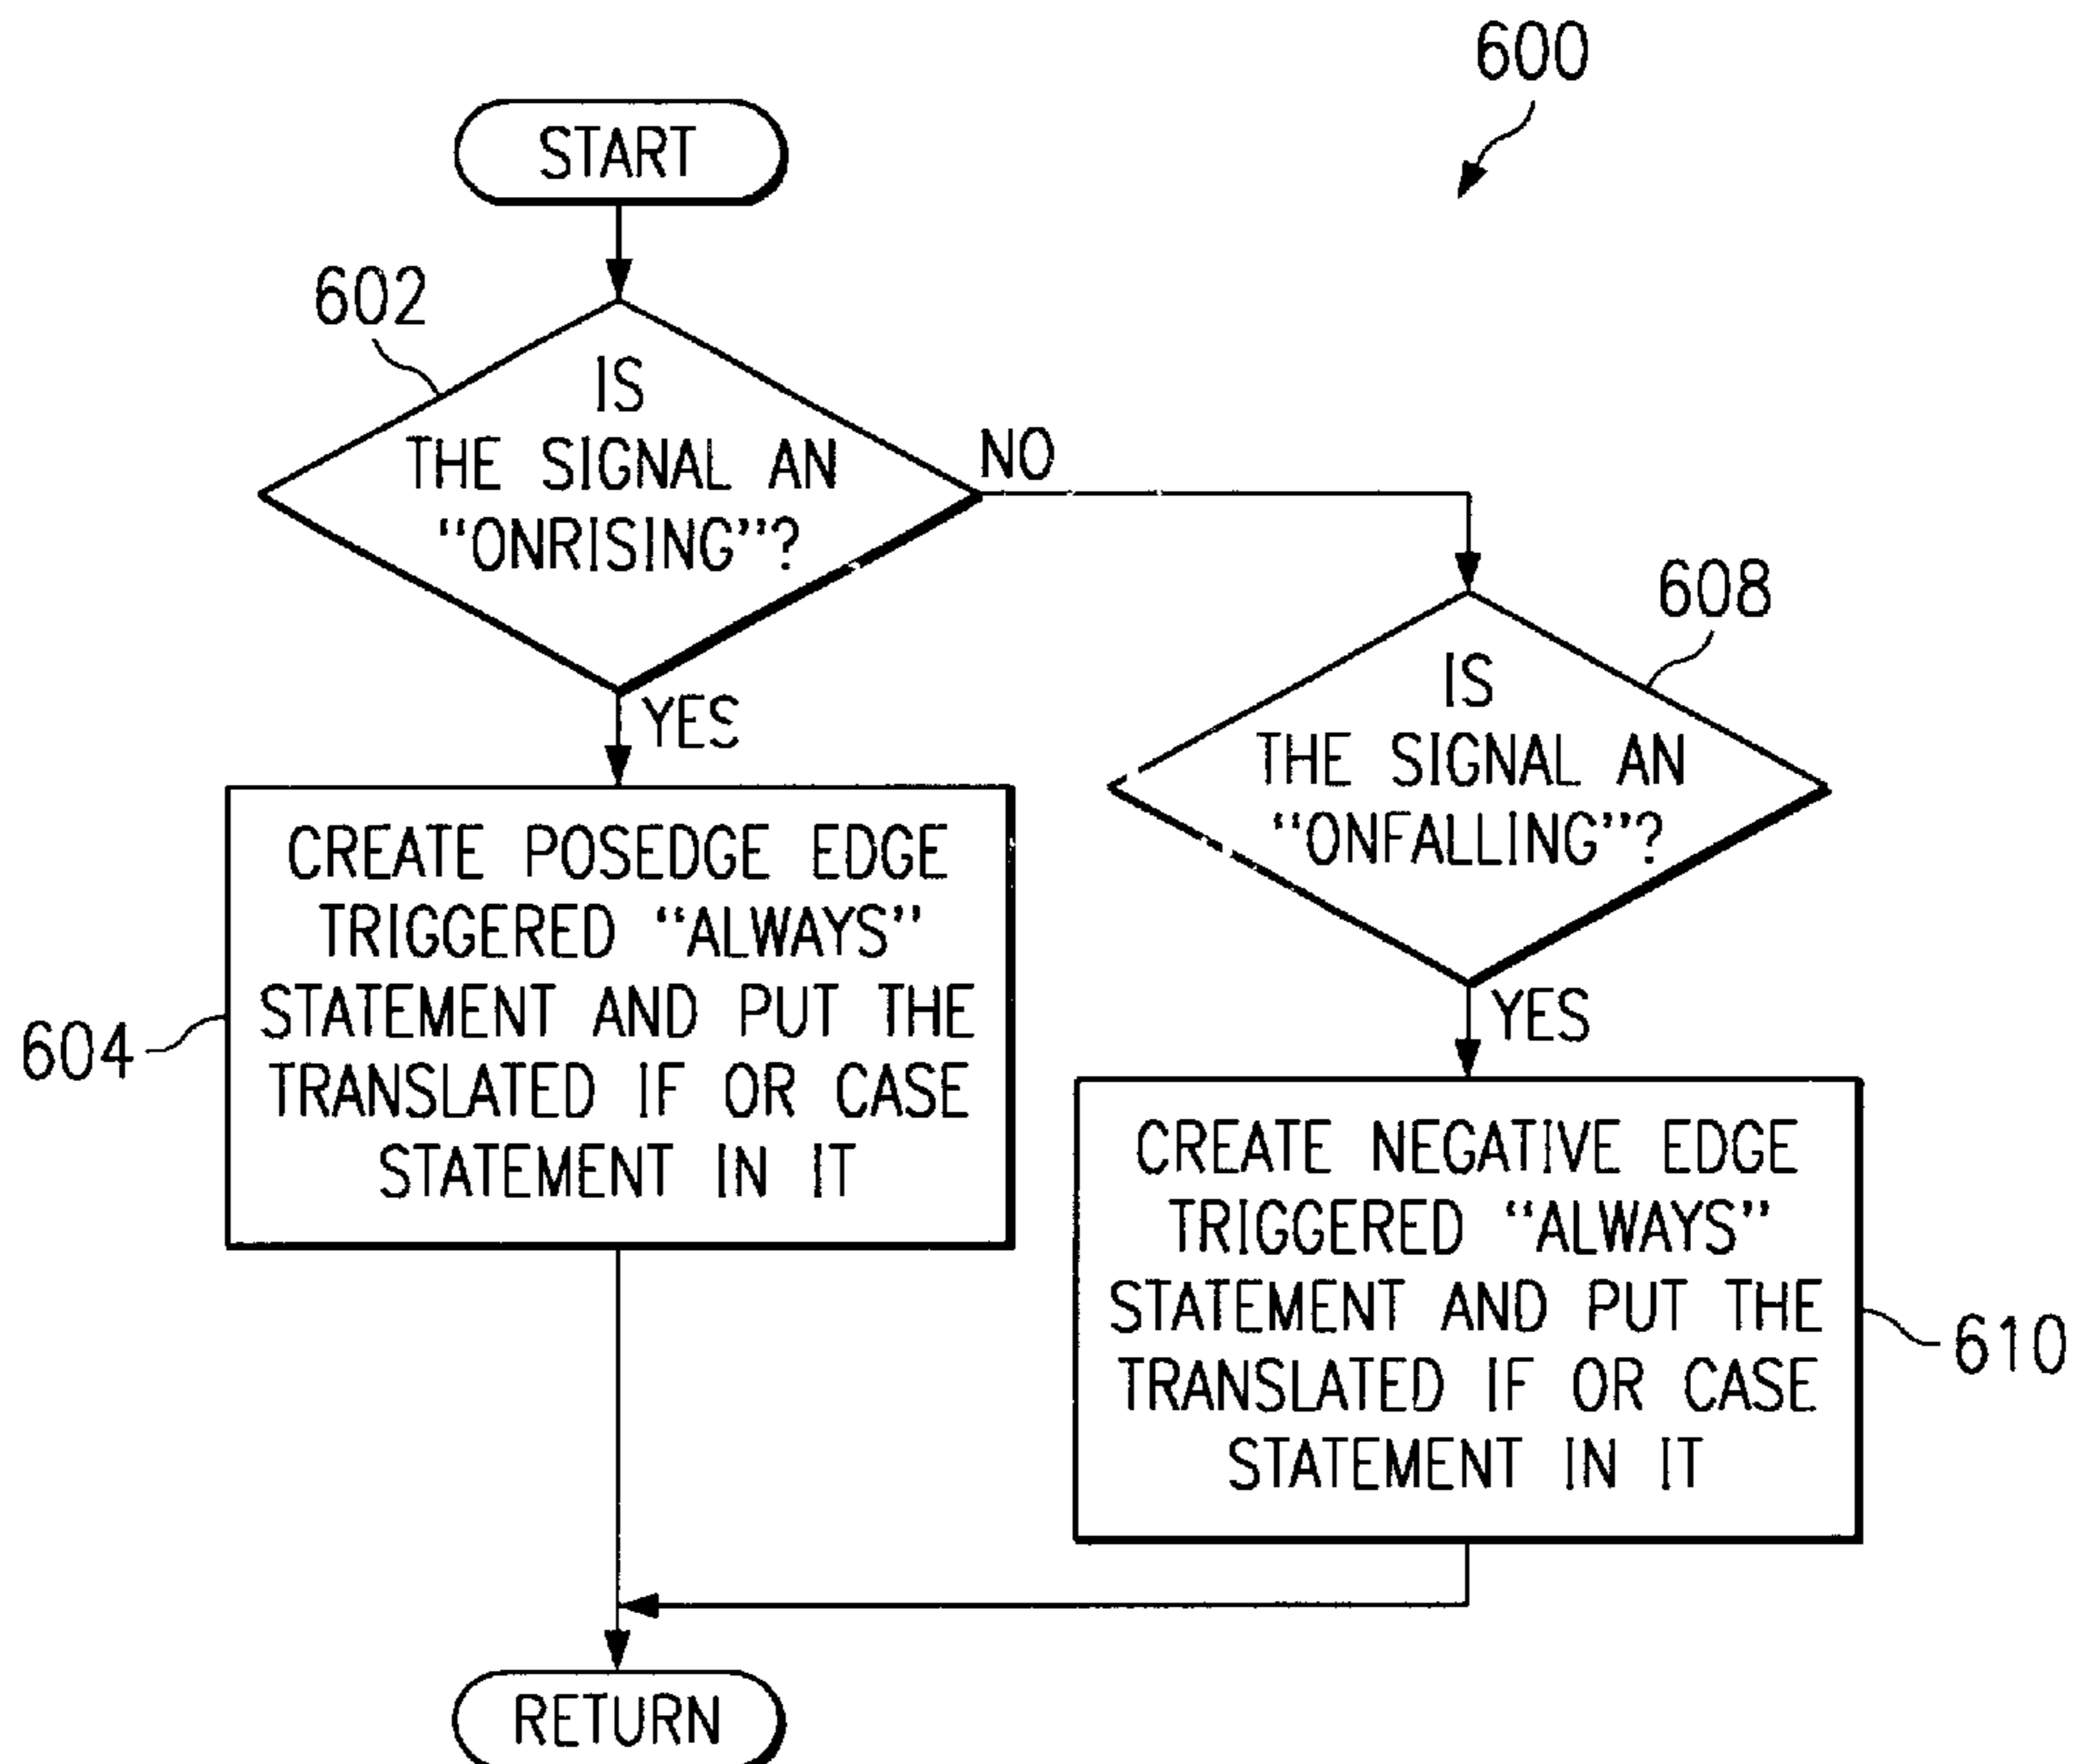 600
START
602
IS
THE SIGNAL AN
“ONRISING”?
NO
YES
608
IS
THE SIGNAL AN
“ONFALLING”?
YES
604
CREATE POSEDGE EDGE
TRIGGERED “ALWAYS”
STATEMENT AND PUT THE
TRANSLATED IF OR CASE
STATEMENT IN IT
CREATE NEGATIVE EDGE
TRIGGERED “ALWAYS”
STATEMENT AND PUT THE
TRANSLATED IF OR CASE
STATEMENT IN IT
610
RETURN